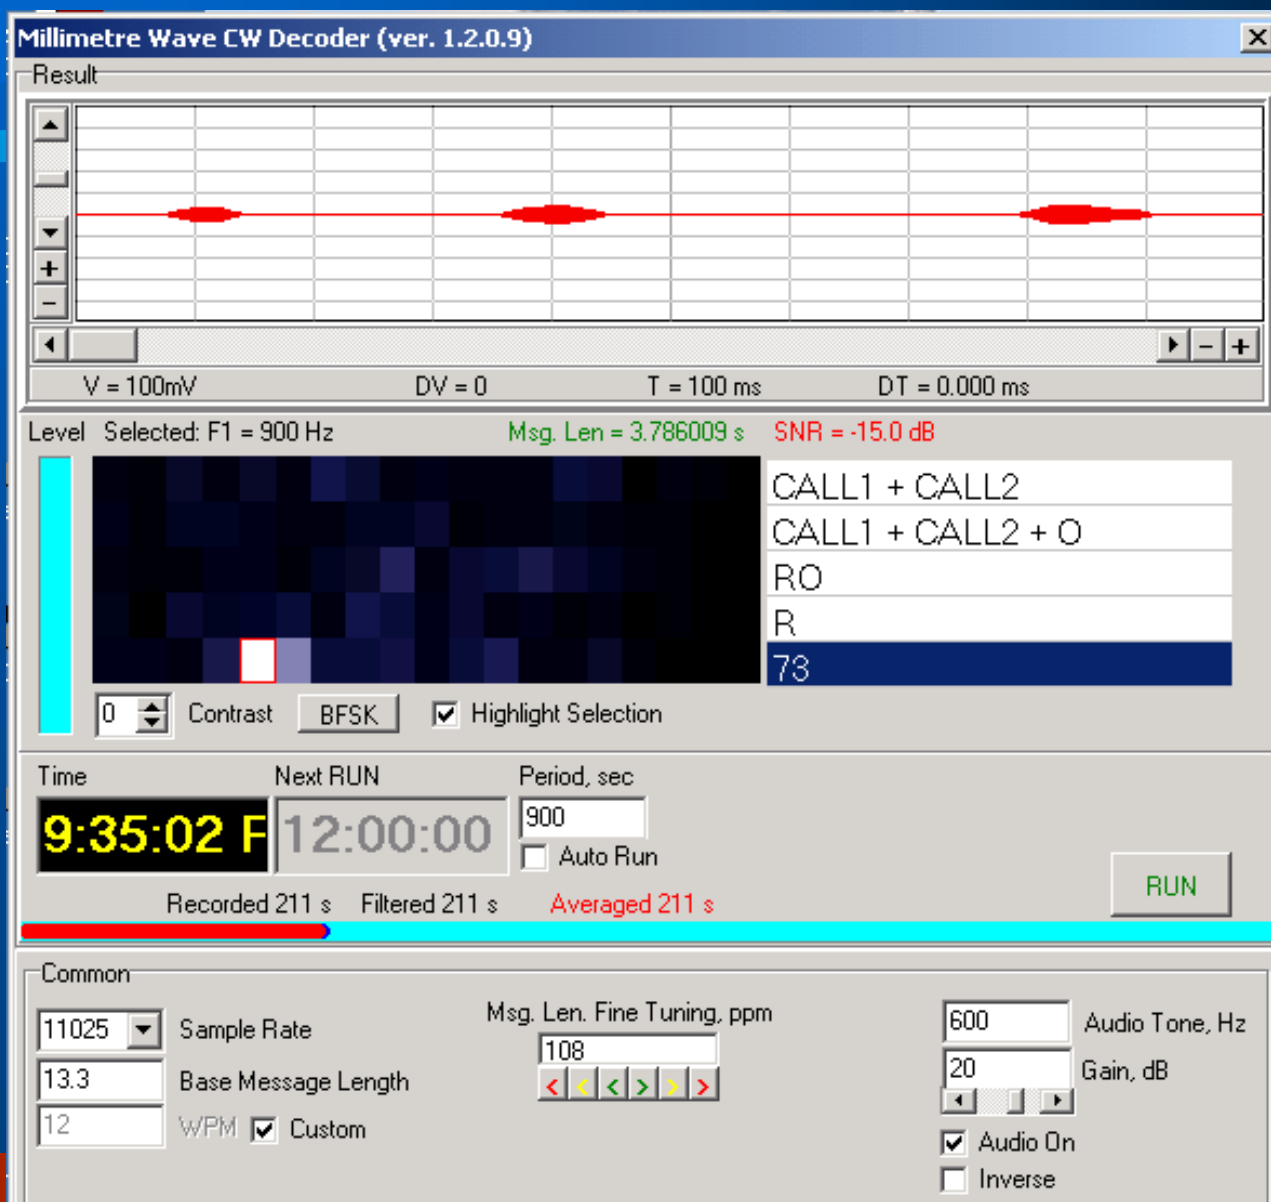 Millimetre Wave CW Decoder (ver. 1.2.0.9)
Result
V = 100mV DV = 0 T = 100 ms DT = 0.000 ms
Level Selected: F1 = 900 Hz Msg. Len = 3.786009 s SNR = -15.0 dB
CALL1 + CALL2
CALL1 + CALL2 + O
RO
R
73
0 Contrast BFSK Highlight Selection
Time Next RUN Period, sec
9:35:02 F 12:00:00 900
Auto Run
RUN
Recorded 211 s Filtered 211 s Averaged 211 s
Common
11025 Sample Rate Msg. Len. Fine Tuning, ppm 600 Audio Tone, Hz
108
13.3 Base Message Length < < < > > > 20 Gain, dB
12 WPM Custom
Audio On
Inverse